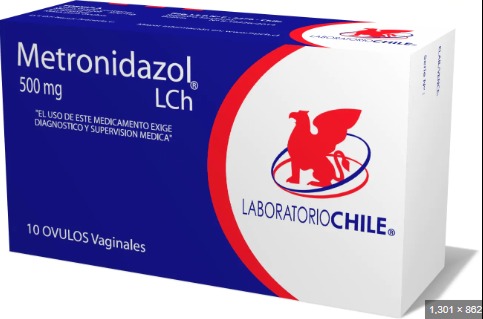 LABORATORIOCHILE®
Metronidazol®
500 mg
LCh
"EL USO DE ESTE MEDICAMENTO EXIGE
DIAGNOSTICO Y SUPERVISION MEDICA"
LABORATORIOCHILE®
10 OVULOS Vaginales
1,301 × 862